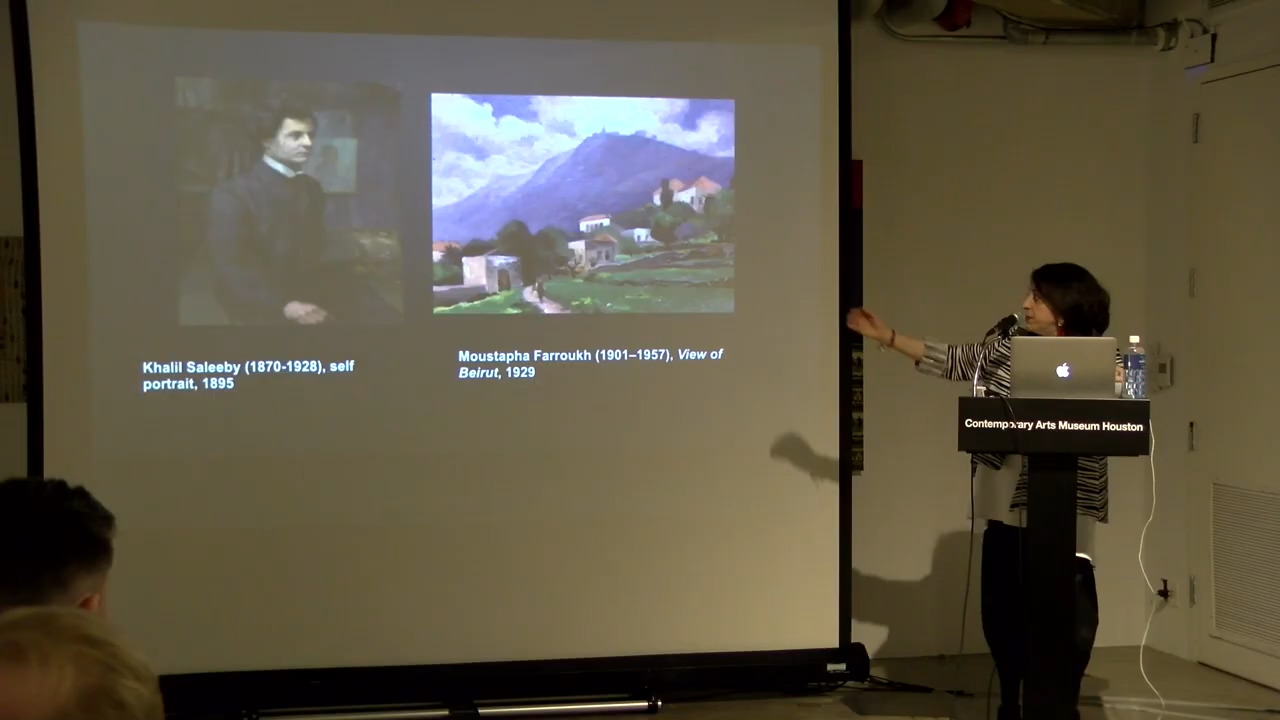 Khalil Saleeby (1870-1928), self
portrait, 1895
Moustapha Farroukh (1901–1957), View of
Beirut, 1929
Contemporary Arts Museum Houston